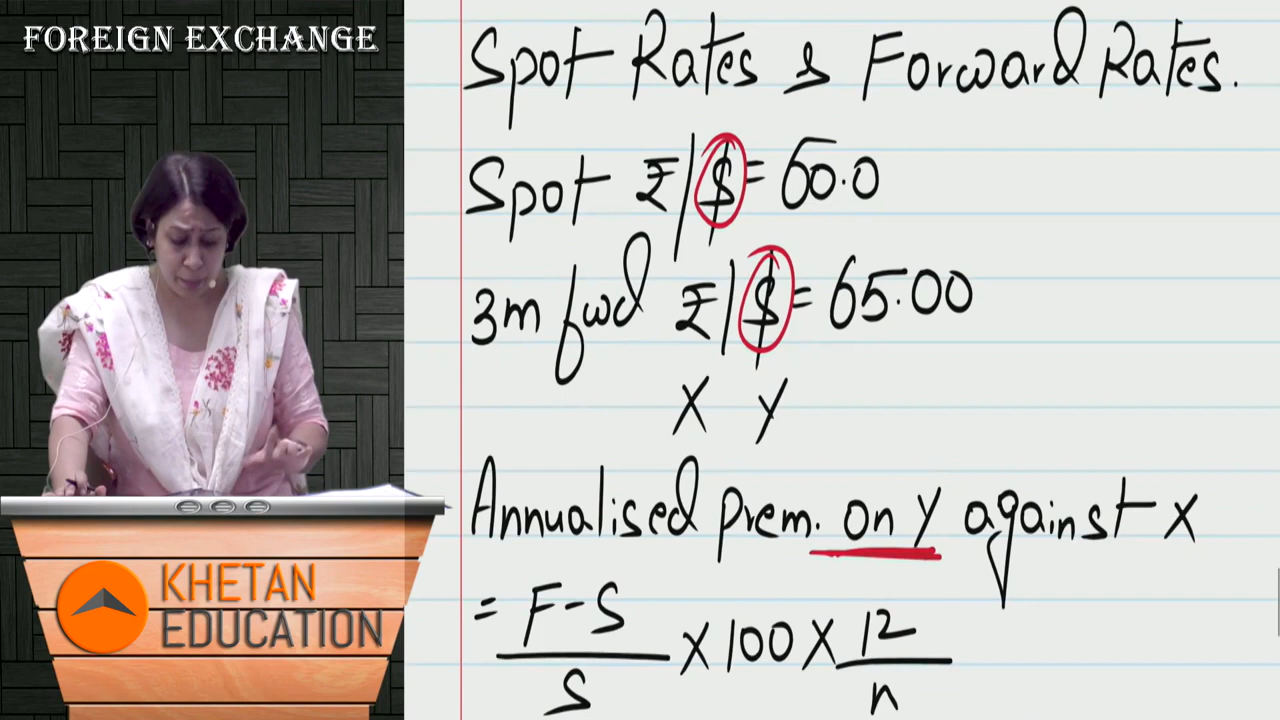 FOREIGN EXCHANGE
Spot Rates & Forward Rates.
Spot ₹|$ = 60.0
3m fwd ₹|$ = 65.00
X Y
Annualised prem. on y against x
= F-S
S
X 100 X 12
n
KHETAN
EDUCATION